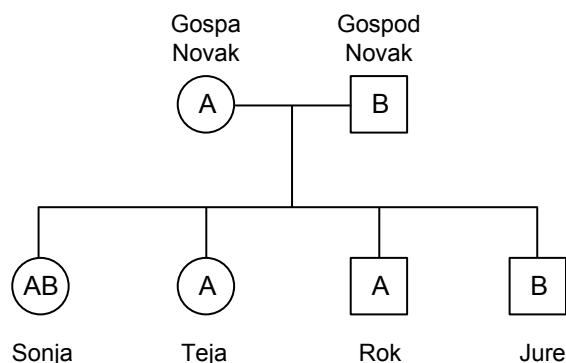 Gospa
Novak
Gospod
Novak
A
B
AB
A
A
B
Sonja
Teja
Rok
Jure